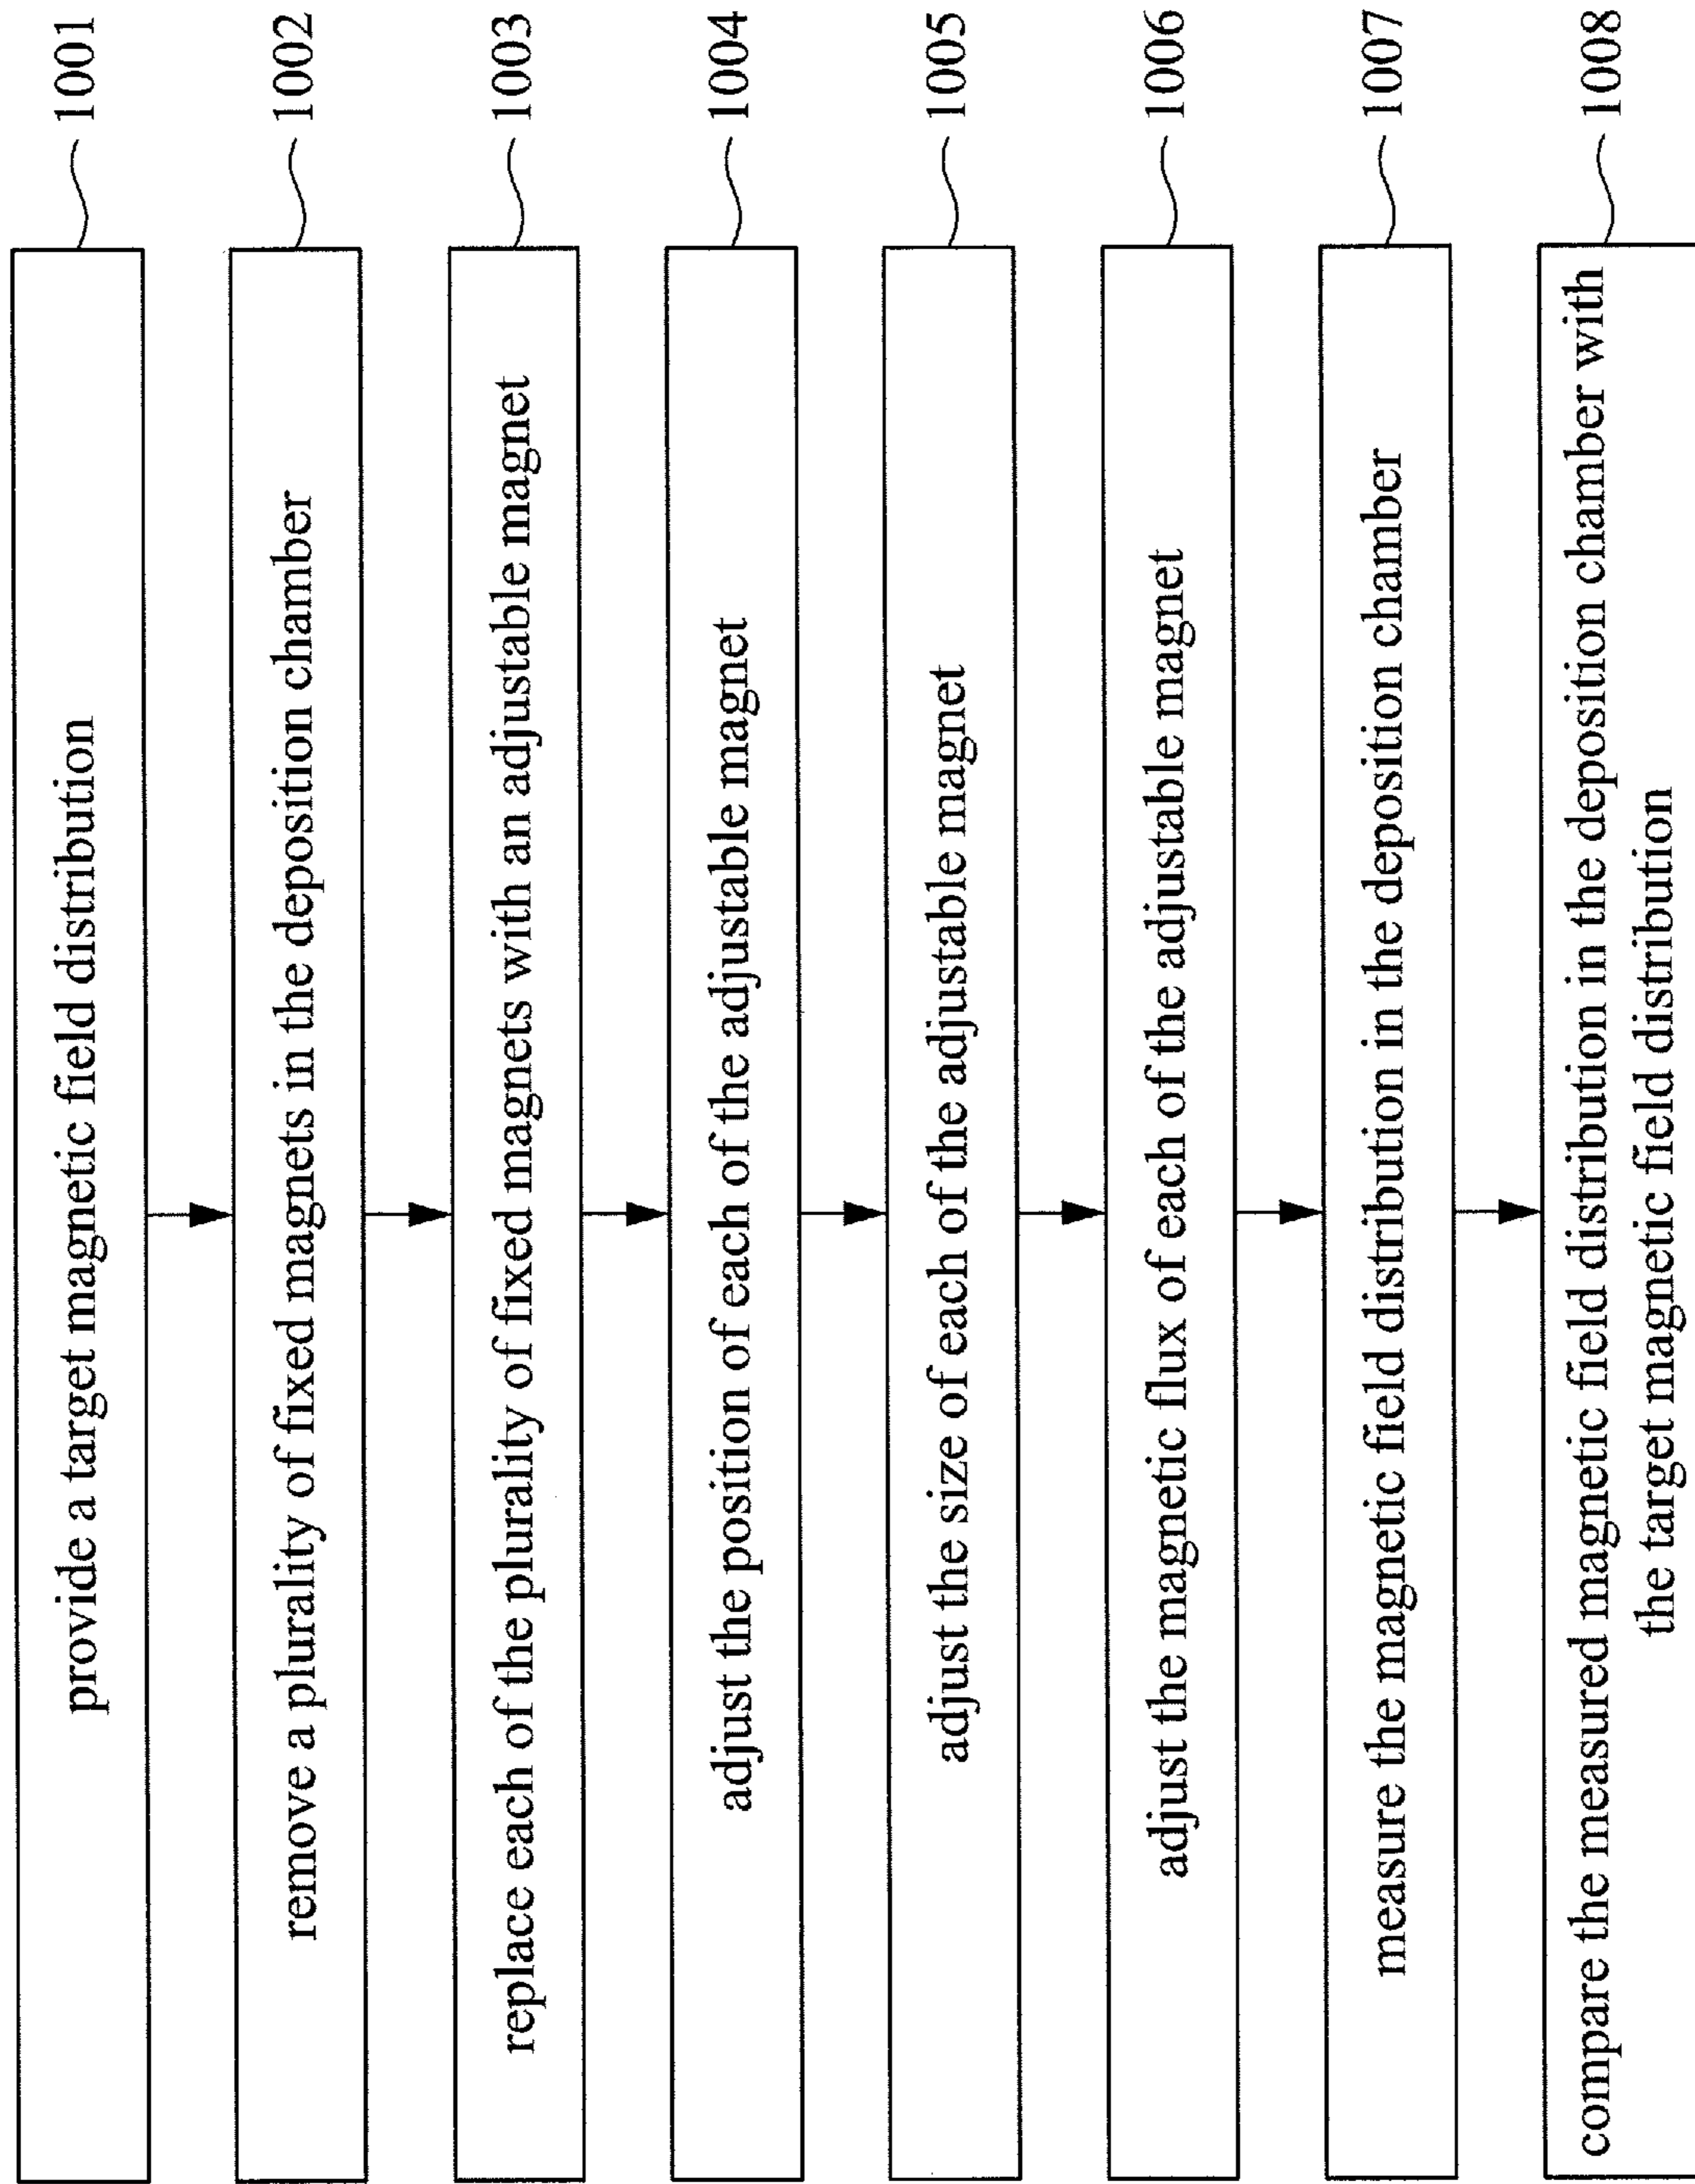 provide a target magnetic field distribution
1001
remove a plurality of fixed magnets in the deposition chamber
1002
replace each of the plurality of fixed magnets with an adjustable magnet
1003
adjust the position of each of the adjustable magnet
1004
adjust the size of each of the adjustable magnet
1005
adjust the magnetic flux of each of the adjustable magnet
1006
measure the magnetic field distribution in the deposition chamber
1007
compare the measured magnetic field distribution in the deposition chamber with
the target magnetic field distribution
1008